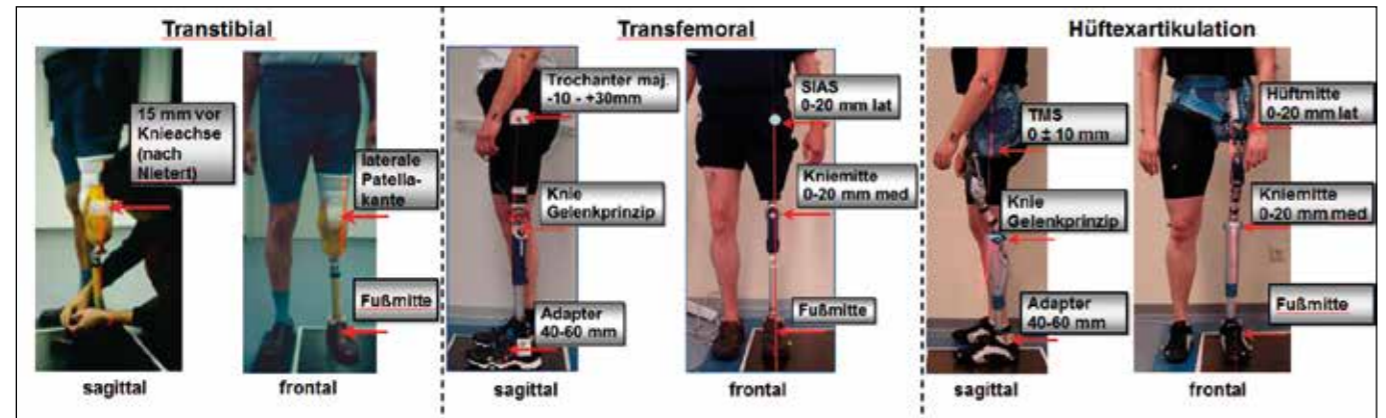 Transtibial
15 mm vor
Knieachse
(nach
Nietert)
laterale
Patella-
kante
Fußmitte
sagittal
frontal
Transfemoral
Trochanter maj.
-10 - +30mm
Knie
Gelenkprinzip
Adapter
40-60 mm
SIAS
0-20 mm lat
Kniemitte
0-20 mm med
Fußmitte
sagittal
frontal
Hüftexartikulation
TMS
0 ± 10 mm
Knie
Gelenkprinzip
Adapter
40-60 mm
Hüftmitte
0-20 mm lat
Kniemitte
0-20 mm med
Fußmitte
sagittal
frontal